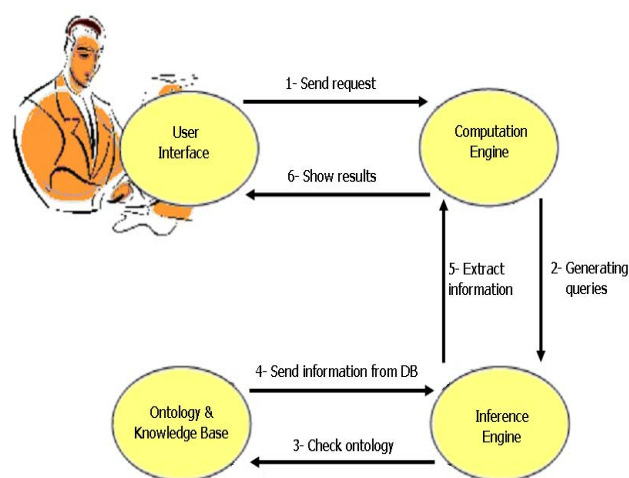 1- Send request
User
Interface
Computation
Engine
6- Show results
5- Extract
information
2- Generating
queries
4- Send information from DB
Ontology &
Knowledge Base
Inference
Engine
3- Check ontology